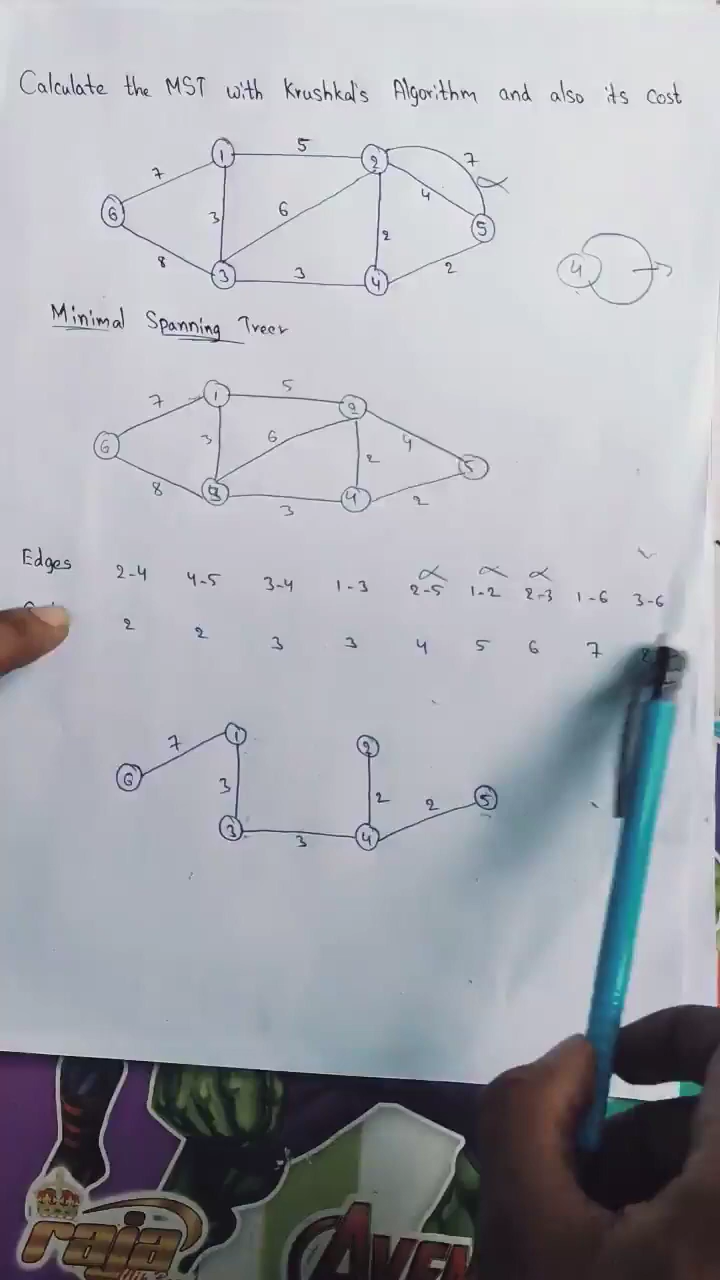 Calculate the MST with Krushkal's Algorithm and also its cost
1 5 2 7
7 4
6 3 6 2 5
8 3 3 4 2
4
Minimal Spanning Tree
7 1 5 2
6 3 6 2 4 5
8 3 3 4 2
Edges 2-4 4-5 3-4 1-3 2-5 1-2 2-3 1-6 3-6
2 2 3 3 4 5 6 7
7 1 2
6 3 2 2 5
3 3 4
raja
AVEN